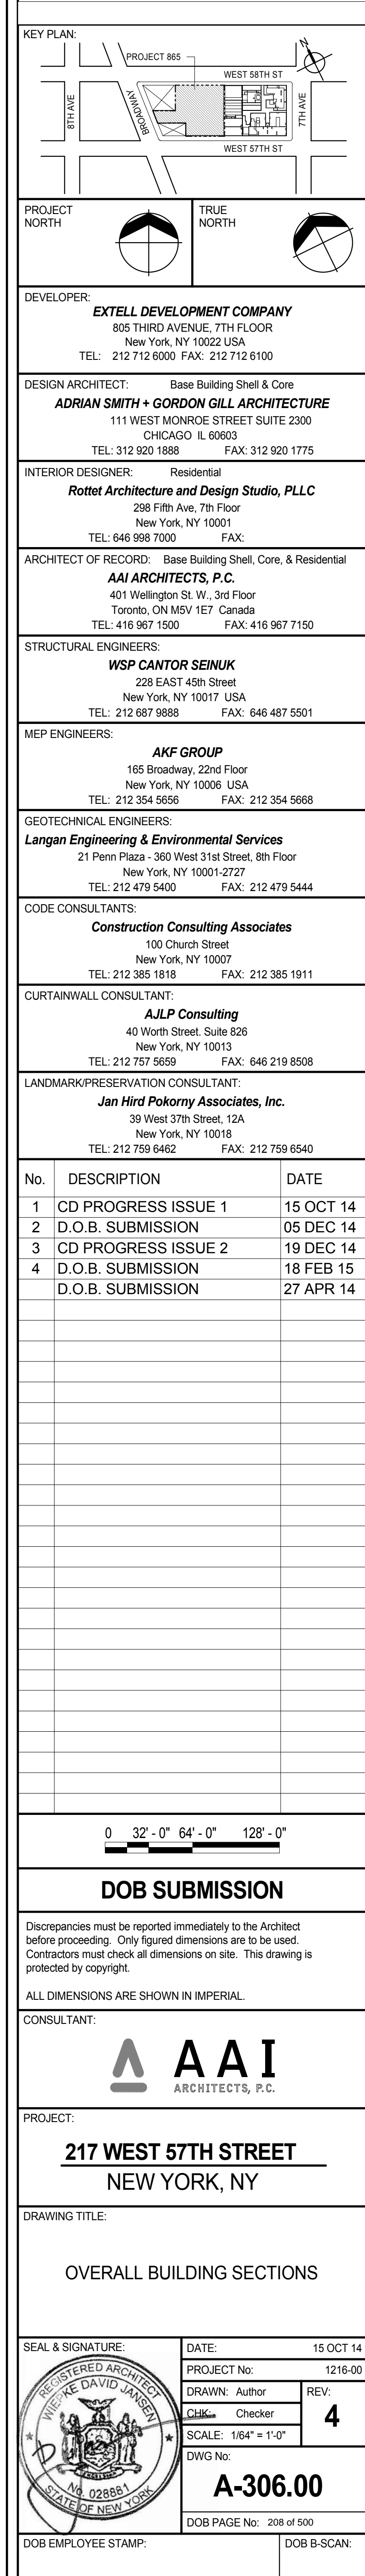 KEY PLAN:
PROJECT 865
N
WEST 58TH ST
8TH AVE
BROADWAY
7TH AVE
WEST 57TH ST
PROJECT NORTH
TRUE NORTH
DEVELOPER:
EXTELL DEVELOPMENT COMPANY
805 THIRD AVENUE, 7TH FLOOR
New York, NY 10022 USA
TEL: 212 712 6000 FAX: 212 712 6100
DESIGN ARCHITECT: Base Building Shell & Core
ADRIAN SMITH + GORDON GILL ARCHITECTURE
111 WEST MONROE STREET SUITE 2300
CHICAGO IL 60603
TEL: 312 920 1888 FAX: 312 920 1775
INTERIOR DESIGNER: Residential
Rottet Architecture and Design Studio, PLLC
298 Fifth Ave, 7th Floor
New York, NY 10001
TEL: 646 998 7000 FAX:
ARCHITECT OF RECORD: Base Building Shell, Core, & Residential
AAI ARCHITECTS, P.C.
401 Wellington St. W., 3rd Floor
Toronto, ON M5V 1E7 Canada
TEL: 416 967 1500 FAX: 416 967 7150
STRUCTURAL ENGINEERS:
WSP CANTOR SEINUK
228 EAST 45th Street
New York, NY 10017 USA
TEL: 212 687 9888 FAX: 646 487 5501
MEP ENGINEERS:
AKF GROUP
165 Broadway, 22nd Floor
New York, NY 10006 USA
TEL: 212 354 5656 FAX: 212 354 5668
GEOTECHNICAL ENGINEERS:
Langan Engineering & Environmental Services
21 Penn Plaza - 360 West 31st Street, 8th Floor
New York, NY 10001-2727
TEL: 212 479 5400 FAX: 212 479 5444
CODE CONSULTANTS:
Construction Consulting Associates
100 Church Street
New York, NY 10007
TEL: 212 385 1818 FAX: 212 385 1911
CURTAINWALL CONSULTANT:
AJLP Consulting
40 Worth Street. Suite 826
New York, NY 10013
TEL: 212 757 5659 FAX: 646 219 8508
LANDMARK/PRESERVATION CONSULTANT:
Jan Hird Pokorny Associates, Inc.
39 West 37th Street, 12A
New York, NY 10018
TEL: 212 759 6462 FAX: 212 759 6540
No. DESCRIPTION DATE
1 CD PROGRESS ISSUE 1 15 OCT 14
2 D.O.B. SUBMISSION 05 DEC 14
3 CD PROGRESS ISSUE 2 19 DEC 14
4 D.O.B. SUBMISSION 18 FEB 15
D.O.B. SUBMISSION 27 APR 14
0 32' - 0" 64' - 0" 128' - 0"
DOB SUBMISSION
Discrepancies must be reported immediately to the Architect
before proceeding. Only figured dimensions are to be used.
Contractors must check all dimensions on site. This drawing is
protected by copyright.
ALL DIMENSIONS ARE SHOWN IN IMPERIAL.
CONSULTANT:
AAI
ARCHITECTS, P.C.
PROJECT:
217 WEST 57TH STREET
NEW YORK, NY
DRAWING TITLE:
OVERALL BUILDING SECTIONS
SEAL & SIGNATURE:
REGISTERED ARCHITECT
WIEPKE DAVID JANSEN
No. 028881
STATE OF NEW YORK
DATE: 15 OCT 14
PROJECT No: 1216-00
DRAWN: Author
CHK: Checker
SCALE: 1/64" = 1'-0"
REV:
4
DWG No:
A-306.00
DOB PAGE No: 208 of 500
DOB EMPLOYEE STAMP:
DOB B-SCAN: